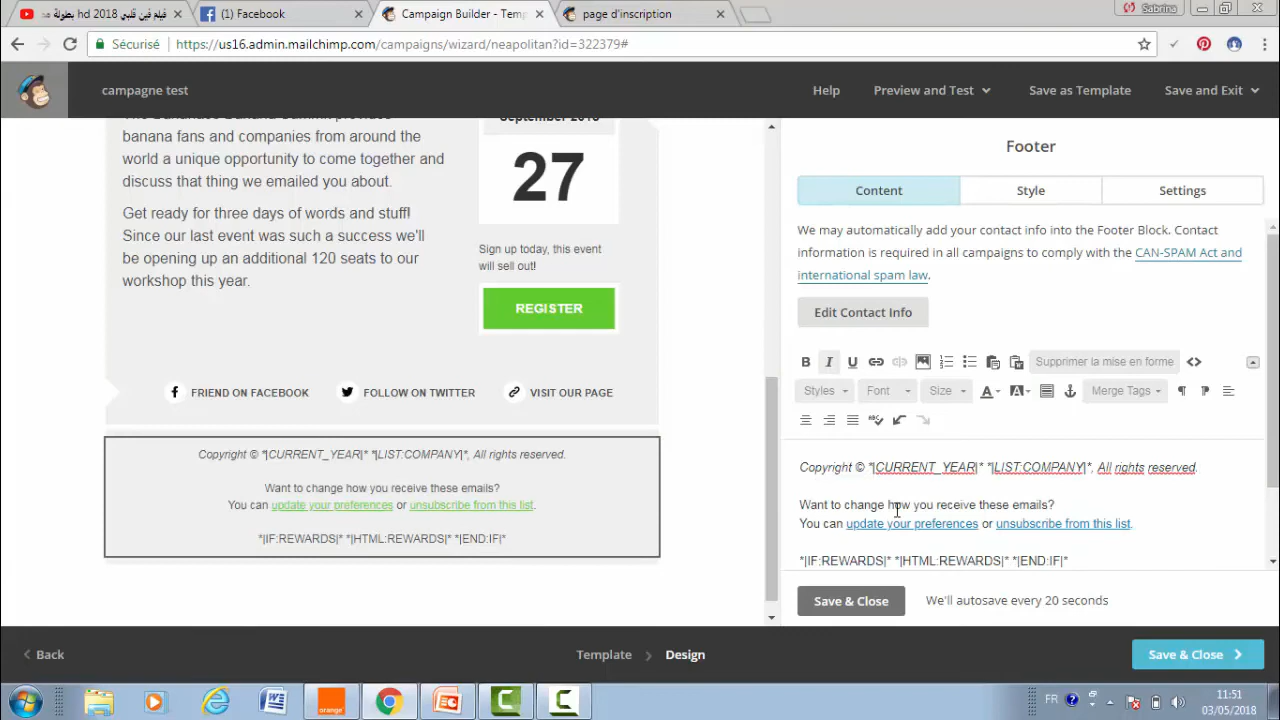 فيلم فين قلبي 2018 hd بطولة مد
(1) Facebook
Campaign Builder - Temp
page d'inscription
Sabrina
Sécurisé
https://us16.admin.mailchimp.com/campaigns/wizard/neapolitan?id=322379#
campagne test
Help
Preview and Test
Save as Template
Save and Exit
banana fans and companies from around the
world a unique opportunity to come together and
discuss that thing we emailed you about.
Get ready for three days of words and stuff!
Since our last event was such a success we'll
be opening up an additional 120 seats to our
workshop this year.
September 2018
27
Sign up today, this event
will sell out!
REGISTER
FRIEND ON FACEBOOK
FOLLOW ON TWITTER
VISIT OUR PAGE
Copyright © *|CURRENT_YEAR|* *|LIST:COMPANY|*, All rights reserved.
Want to change how you receive these emails?
You can update your preferences or unsubscribe from this list.
*|IF:REWARDS|* *|HTML:REWARDS|* *|END:IF|*
Footer
Content
Style
Settings
We may automatically add your contact info into the Footer Block. Contact
information is required in all campaigns to comply with the CAN-SPAM Act and
international spam law.
Edit Contact Info
B I U
Supprimer la mise en forme
Styles
Font
Size
A
A
Merge Tags
ABC
Copyright © *|CURRENT_YEAR|* *|LIST:COMPANY|*, All rights reserved.
Want to change how you receive these emails?
You can update your preferences or unsubscribe from this list.
*|IF:REWARDS|* *|HTML:REWARDS|* *|END:IF|*
Save & Close
We'll autosave every 20 seconds
Back
Template
Design
Save & Close
orange
FR
11:51
03/05/2018